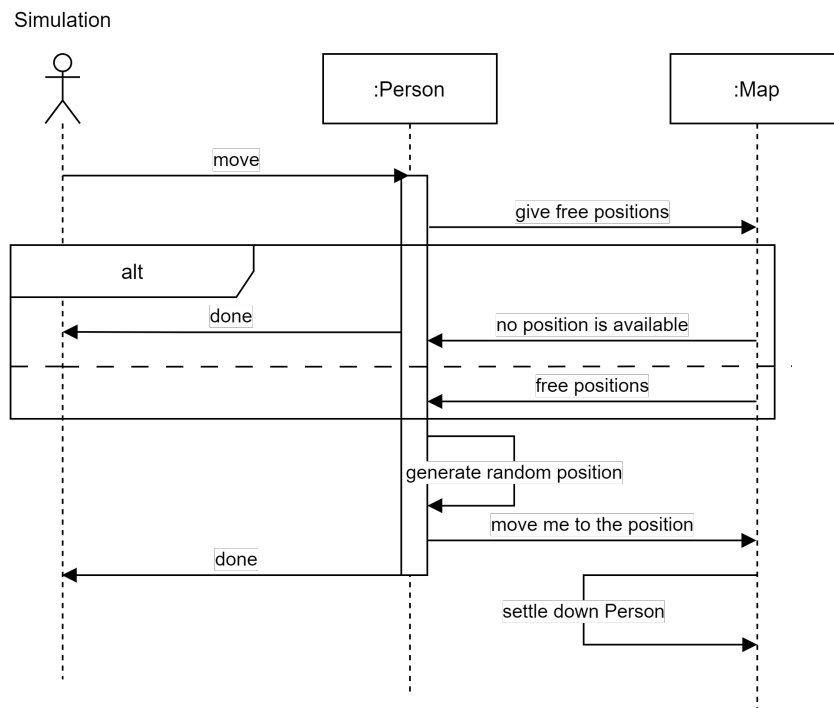 Simulation
:Person
:Map
move
give free positions
alt
done
no position is available
free positions
generate random position
move me to the position
done
settle down Person